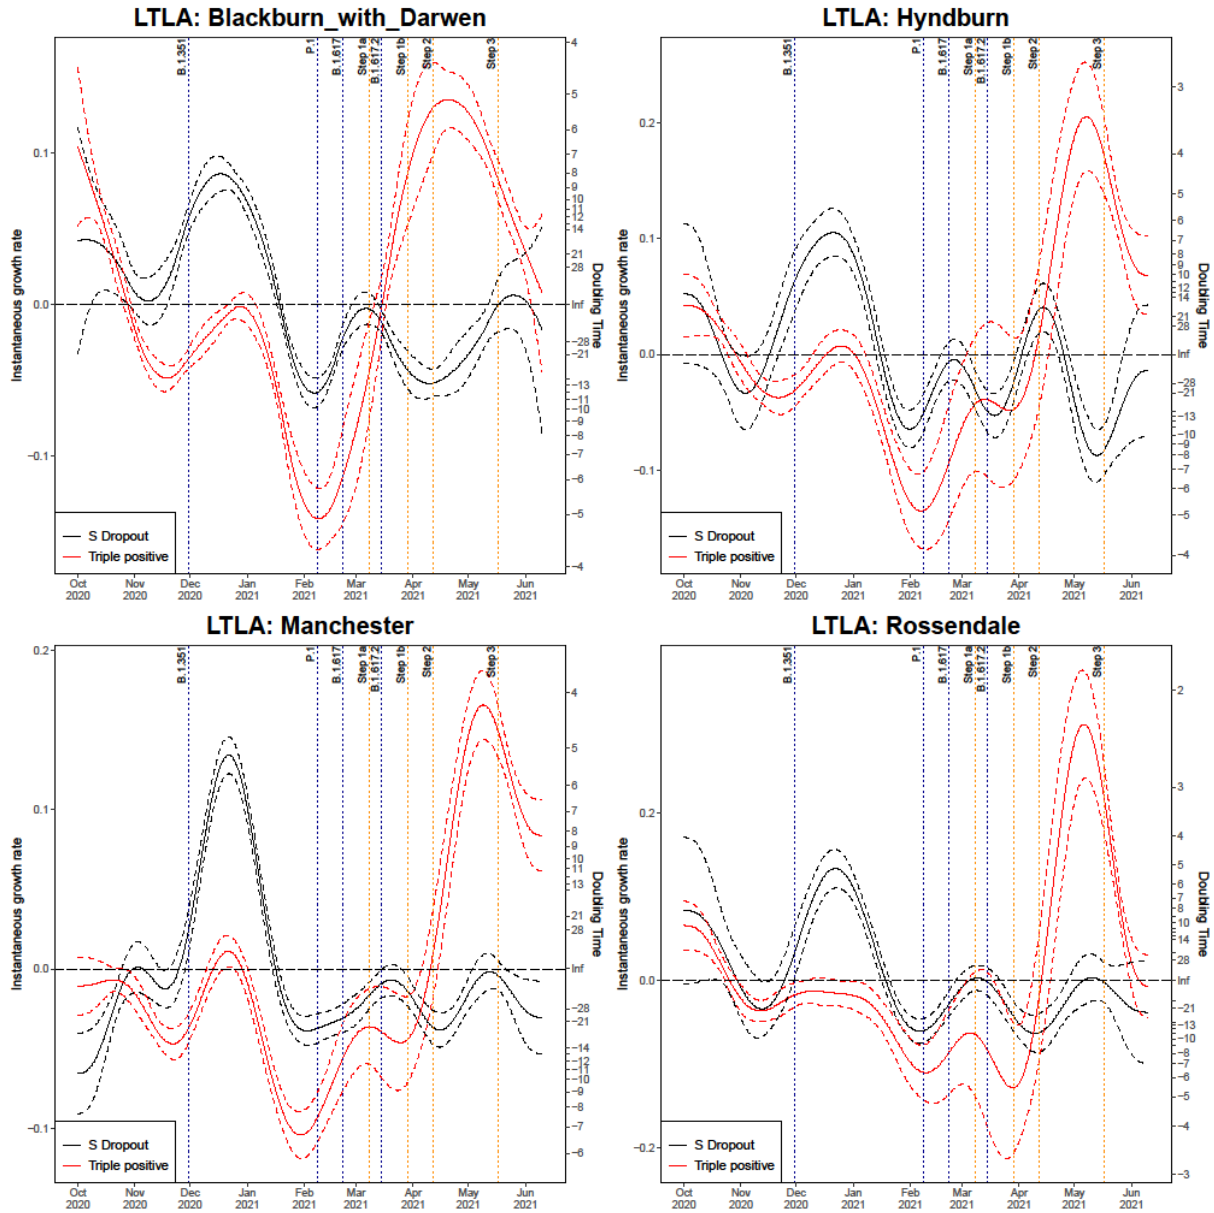 LTLA: Blackburn_with_Darwen
B.1.351
P.1
B.1.617
Step 1a
B.1.617.2
Step 1b
Step 2
Step 3
Instantaneous growth rate
0.1
0.0
−0.1
Doubing Time
4
5
6
7
8
9
10
11
12
14
21
28
Inf
−28
−21
−13
−11
−10
−9
−8
−7
−6
−5
−4
S Dropout
Triple positive
Oct Nov Dec Jan Feb Mar Apr May Jun
2020 2020 2020 2021 2021 2021 2021 2021 2021
LTLA: Hyndburn
B.1.351
P.1
B.1.617
Step 1a
B.1.617.2
Step 1b
Step 2
Step 3
Instantaneous growth rate
0.2
0.1
0.0
−0.1
Doubing Time
3
4
5
6
7
8
9
10
12
14
21
28
Inf
−28
−21
−13
−10
−9
−8
−7
−6
−5
−4
S Dropout
Triple positive
Oct Nov Dec Jan Feb Mar Apr May Jun
2020 2020 2020 2021 2021 2021 2021 2021 2021
LTLA: Manchester
B.1.351
P.1
B.1.617
Step 1a
B.1.617.2
Step 1b
Step 2
Step 3
Instantaneous growth rate
0.2
0.1
0.0
−0.1
Doubing Time
4
5
6
7
8
9
10
11
13
21
28
Inf
−28
−21
−14
−12
−11
−10
−9
−8
−7
−6
S Dropout
Triple positive
Oct Nov Dec Jan Feb Mar Apr May Jun
2020 2020 2020 2021 2021 2021 2021 2021 2021
LTLA: Rossendale
B.1.351
P.1
B.1.617
Step 1a
B.1.617.2
Step 1b
Step 2
Step 3
Instantaneous growth rate
0.2
0.0
−0.2
Doubing Time
2
3
4
5
6
7
8
10
14
28
Inf
−21
−13
−10
−8
−7
−6
−5
−4
−3
S Dropout
Triple positive
Oct Nov Dec Jan Feb Mar Apr May Jun
2020 2020 2020 2021 2021 2021 2021 2021 2021